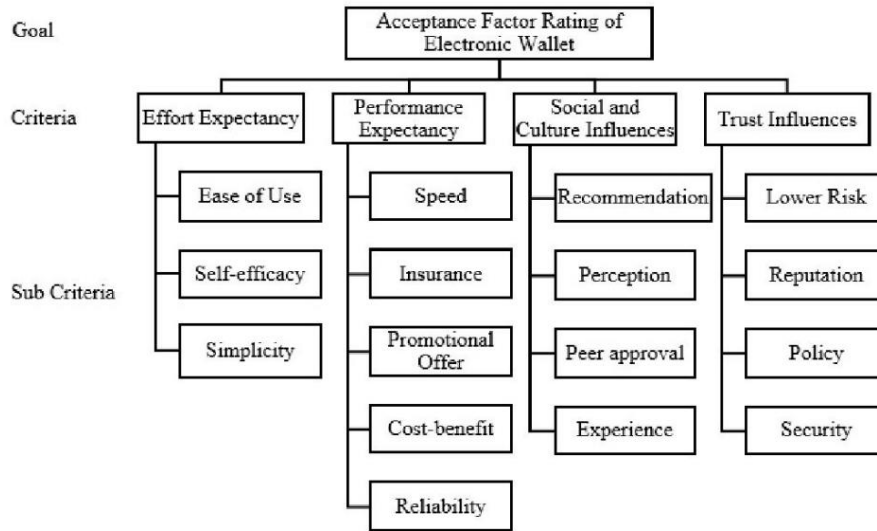 Goal
Acceptance Factor Rating of
Electronic Wallet
Criteria
Effort Expectancy
Performance
Expectancy
Social and
Culture Influences
Trust Influences
Sub Criteria
Ease of Use
Self-efficacy
Simplicity
Speed
Insurance
Promotional
Offer
Cost-benefit
Reliability
Recommendation
Perception
Peer approval
Experience
Lower Risk
Reputation
Policy
Security